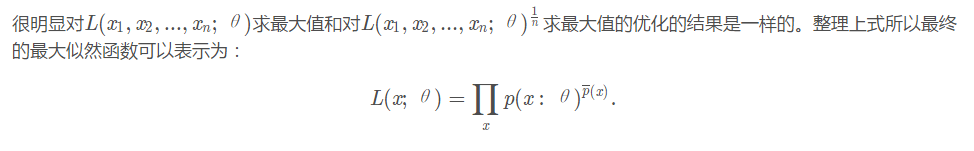 很明显对L(x₁, x₂, ..., xₙ; θ)求最大值和对L(x₁, x₂, ..., xₙ; θ)^{\frac{1}{n}}求最大值的优化的结果是一样的。整理上式所以最终
的最大似然函数可以表示为：
L(x; θ) = ∏_{x} p(x : θ)^{\overline{p}(x)}.